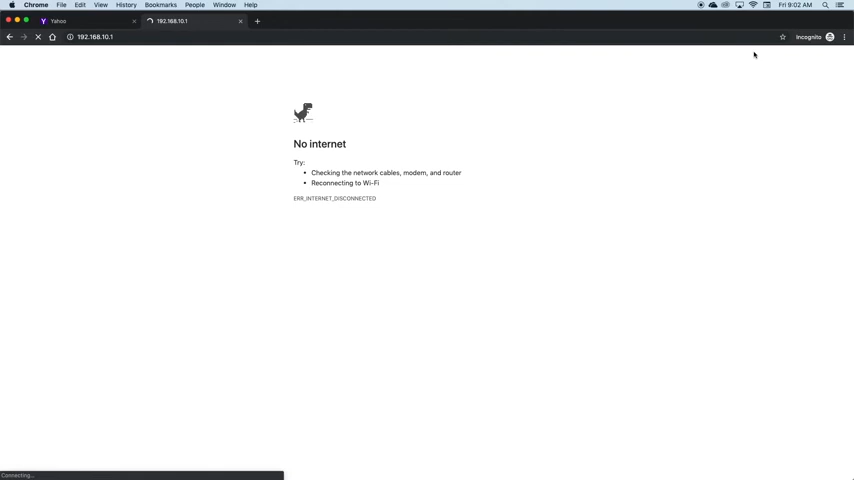 Chrome File Edit View History Bookmarks People Window Help Fri 9:02 AM
Yahoo 192.168.10.1
192.168.10.1 Incognito
No internet
Try:
• Checking the network cables, modem, and router
• Reconnecting to Wi-Fi
ERR_INTERNET_DISCONNECTED
Connecting...